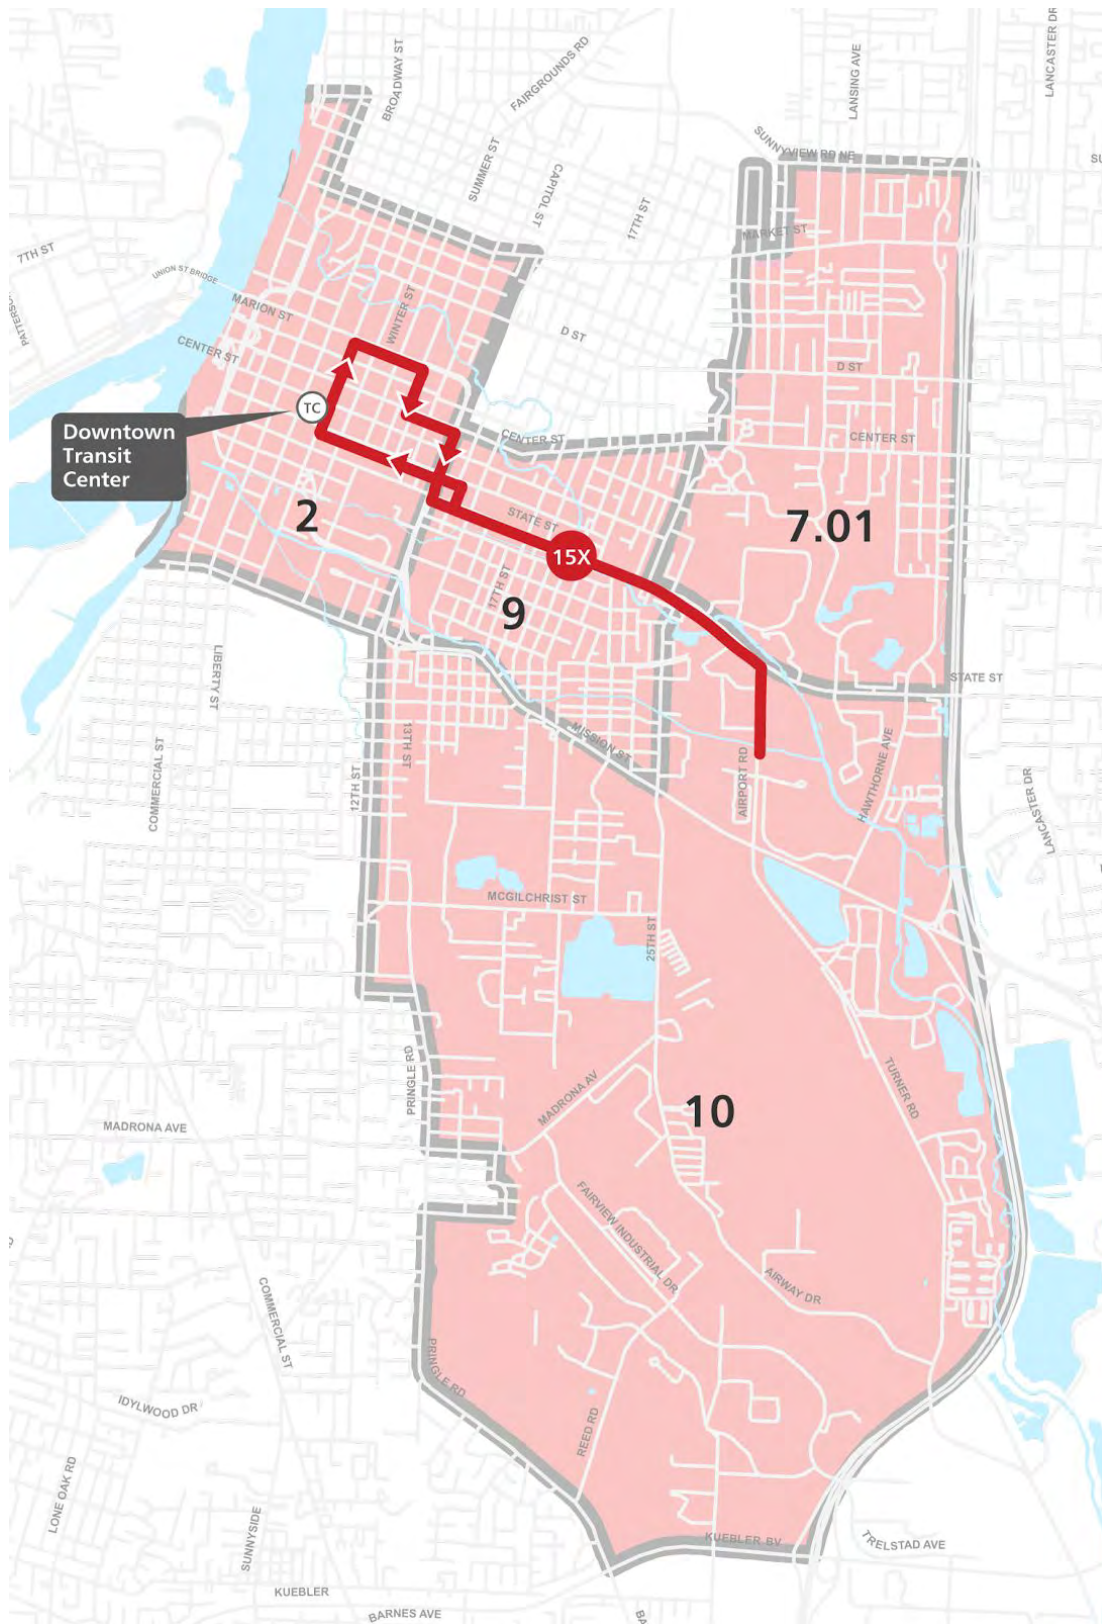 BROADWAY ST
FAIRGROUNDS RD
LANSING AVE
LANCASTER DR
SUNNYVIEW RD NE
SUMMER ST
CAPITOL ST
17TH ST
MARKET ST
7TH ST
UNION ST BRIDGE
MARION ST
WINTER ST
D ST
D ST
CENTER ST
CENTER ST
CENTER ST
TC
Downtown
Transit
Center
2
STATE ST
15X
7.01
17TH ST
9
STATE ST
LIBERTY ST
COMMERCIAL ST
13TH ST
12TH ST
MISSION ST
AIRPORT RD
HAWTHORNE AVE
LANCASTER DR
MCGILCHRIST ST
25TH ST
PRINGLE RD
MADRONA AV
TURNER RD
10
MADRONA AVE
FAIRVIEW INDUSTRIAL DR
AIRWAY DR
COMMERCIAL ST
PRINGLE RD
IDYLWOOD DR
REED RD
LONE OAK RD
SUNNYSIDE
KUEBLER BV
TRELSTAD AVE
KUEBLER
BARNES AVE